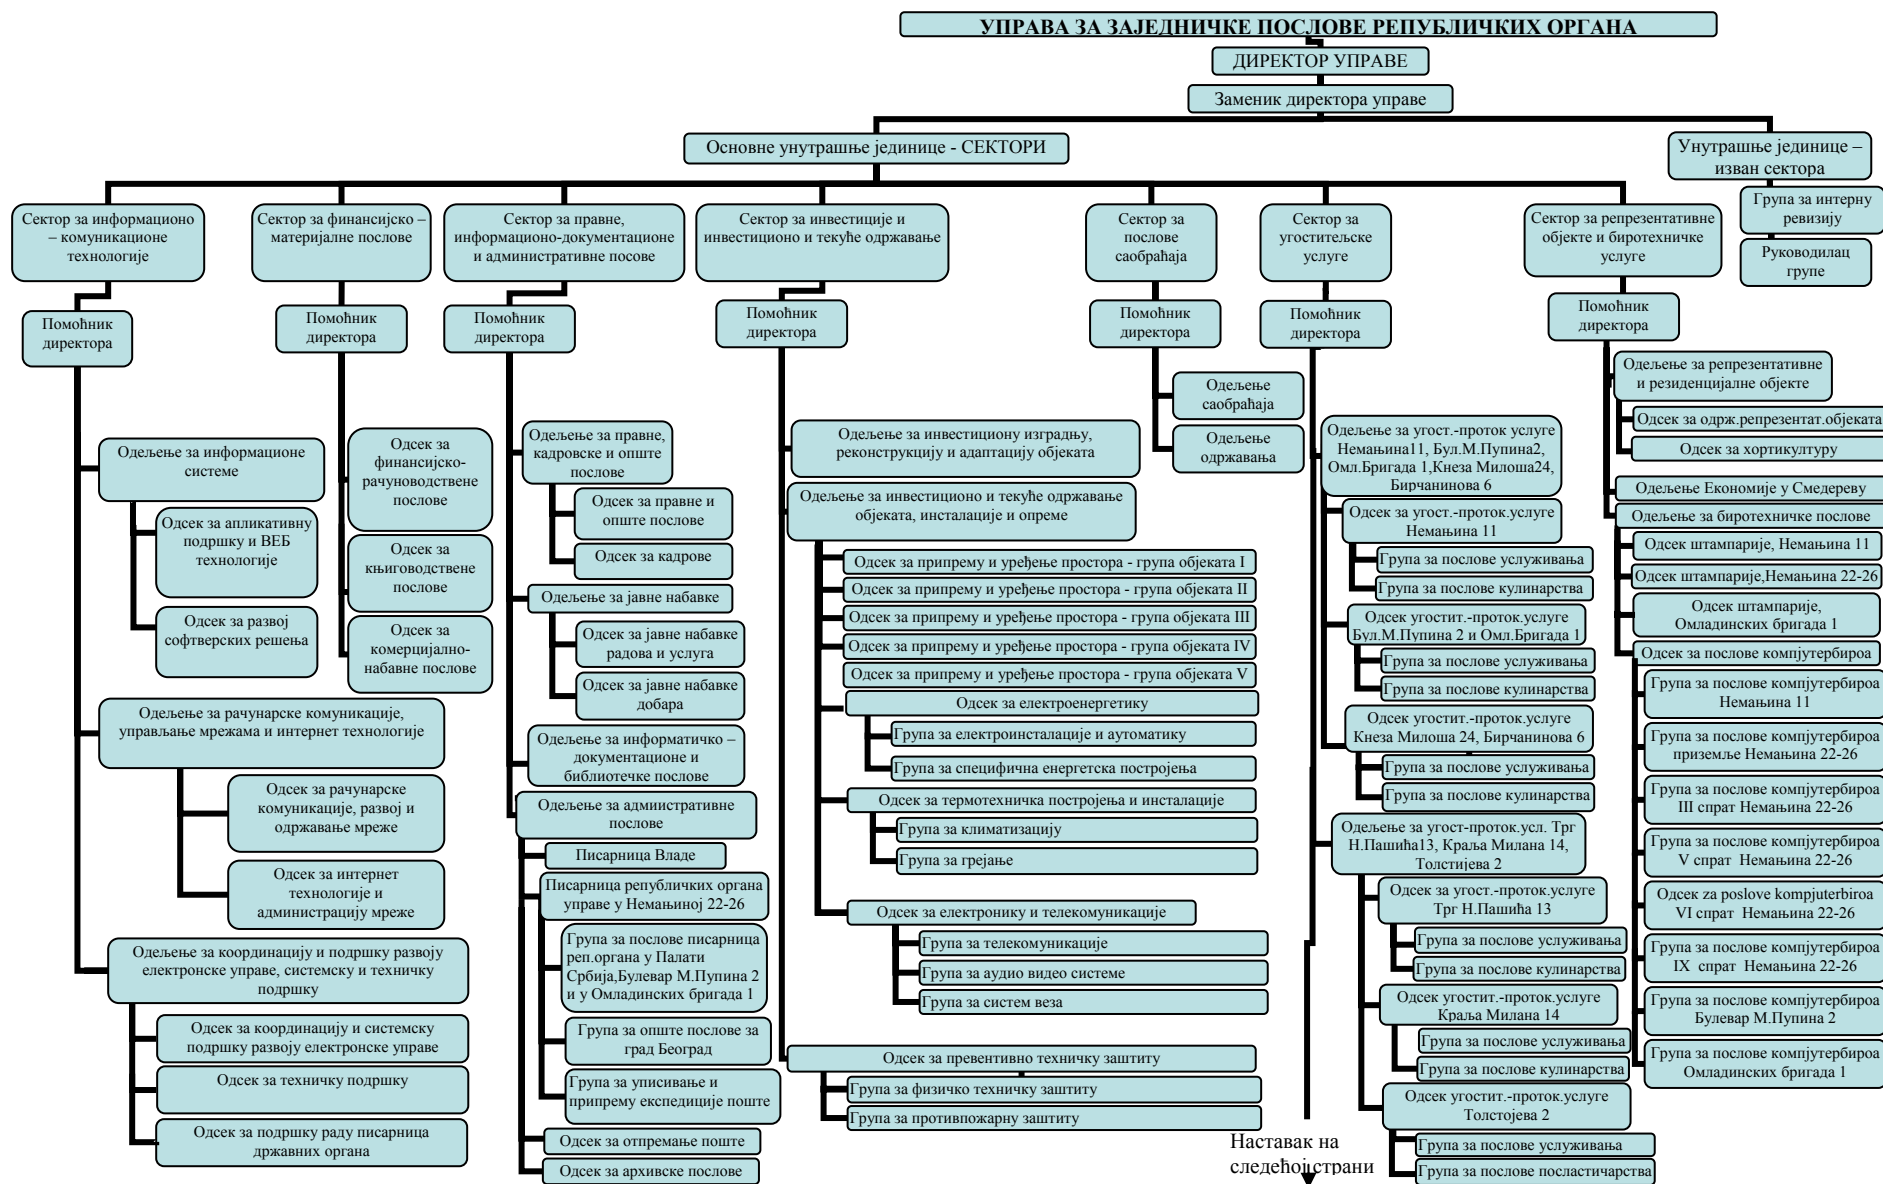 УПРАВА ЗА ЗАЈЕДНИЧКЕ ПОСЛОВЕ РЕПУБЛИЧКИХ ОРГАНА
ДИРЕКТОР УПРАВЕ
Заменик директора управе
Основне унутрашње јединице - СЕКТОРИ
Унутрашње јединице –
изван сектора
Група за интерну
ревизију
Руководилац
групе
Сектор за информационо
– комуникационе
технологије
Помоћник
директора
Одељење за информационе
системе
Одсек за апликативну
подршку и ВЕБ
технологије
Одсек за развој
софтверских решења
Одељење за рачунарске комуникације,
управљање мрежама и интернет технологије
Одсек за рачунарске
комуникације, развој и
одржавање мреже
Одсек за интернет
технологије и
администрацију мреже
Одељење за координацију и подршку развоју
електронске управе, системску и техничку
подршку
Одсек за координацију и системску
подршку развоју електронске управе
Одсек за техничку подршку
Одсек за подршку раду писарница
државних органа
Сектор за финансијско –
материјалне послове
Помоћник
директора
Одсек за
финансијско-
рачуноводствене
послове
Одсек за
књиговодствене
послове
Одсек за
комерцијално-
набавне послове
Сектор за правне,
информационо-документационе
и административне посове
Помоћник
директора
Одељење за правне,
кадровске и опште
послове
Одсек за правне и
опште послове
Одсек за кадрове
Одељење за јавне набавке
Одсек за јавне набавке
радова и услуга
Одсек за јавне набавке
добара
Одељење за информатичко –
документационе и
библиотечке послове
Одељење за админстративне
послове
Писарница Владе
Писарница републичких органа
управе у Немањиној 22-26
Група за послове писарница
реп.органа у Палати
Србија,Булевар М.Пупина 2
и у Омладинских бригада 1
Група за опште послове за
град Београд
Група за уписивање и
припрему експедиције поште
Одсек за отпремање поште
Одсек за архивске послове
Сектор за инвестиције и
инвестиционо и текуће одржавање
Помоћник
директора
Одељење за инвестициону изградњу,
реконструкцију и адаптацију објеката
Одељење за инвестиционо и текуће одржавање
објеката, инсталације и опреме
Одсек за припрему и уређење простора - група објеката I
Одсек за припрему и уређење простора - група објеката II
Одсек за припрему и уређење простора - група објеката III
Одсек за припрему и уређење простора - група објеката IV
Одсек за припрему и уређење простора - група објеката V
Одсек за електроенергетику
Група за електроинсталације и аутоматику
Група за специфична енергетска постројења
Одсек за термотехничка постројења и инсталације
Група за климатизацију
Група за грејање
Одсек за електронику и телекомуникације
Група за телекомуникације
Група за аудио видео системе
Група за систем веза
Одсек за превентивно техничку заштиту
Група за физичко техничку заштиту
Група за противпожарну заштиту
Сектор за
послове
саобраћаја
Помоћник
директора
Одељење
саобраћаја
Одељење
одржавања
Сектор за
угоститељске
услуге
Помоћник
директора
Одељење за угост.-проток услуге
Немањина11, Бул.М.Пупина2,
Омл.Бригада 1,Кнеза Милоша24,
Бирчанинова 6
Одсек за угост.-проток.услуге
Немањина 11
Група за послове услуживања
Група за послове кулинарства
Одсек угостит.-проток.услуге
Бул.М.Пупина 2 и Омл.Бригада 1
Група за послове услуживања
Група за послове кулинарства
Одсек угостит.-проток.услуге
Кнеза Милоша 24, Бирчанинова 6
Група за послове услуживања
Група за послове кулинарства
Одељење за угост-проток.усл. Трг
Н.Пашића13, Краља Милана 14,
Толстијева 2
Одсек за угост.-проток.услуге
Трг Н.Пашића 13
Група за послове услуживања
Група за послове кулинарства
Одсек угостит.-проток.услуге
Краља Милана 14
Група за послове услуживања
Група за послове кулинарства
Одсек угостит.-проток.услуге
Толстојева 2
Група за послове услуживања
Група за послове посластичарства
Наставак на
следећој страни
Сектор за репрезентативне
објекте и биротехничке
услуге
Помоћник
директора
Одељење за репрезентативне
и резиденцијалне објекте
Одсек за одрж.репрезентат.објеката
Одсек за хортикултуру
Одељење Економије у Смедереву
Одељење за биротехничке послове
Одсек штампарије, Немањина 11
Одсек штампарије,Немањина 22-26
Одсек штампарије,
Омладинских бригада 1
Одсек за послове компјутербироа
Група за послове компјутербироа
Немањина 11
Група за послове компјутербироа
приземље Немањина 22-26
Група за послове компјутербироа
III спрат Немањина 22-26
Група за послове компјутербироа
V спрат Немањина 22-26
Одсек za poslove kompjuterbiroa
VI спрат Немањина 22-26
Група за послове компјутербироа
IX спрат Немањина 22-26
Група за послове компјутербироа
Булевар М.Пупина 2
Група за послове компјутербироа
Омладинских бригада 1